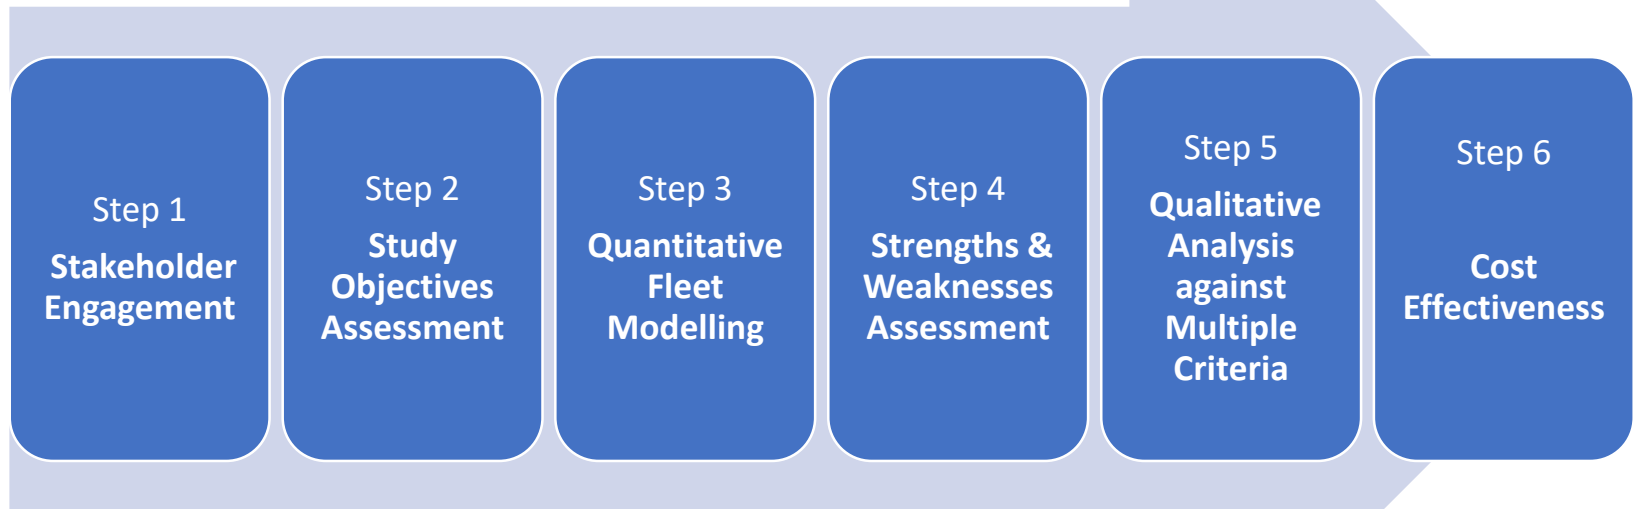 Step 1
Stakeholder
Engagement
Step 2
Study
Objectives
Assessment
Step 3
Quantitative
Fleet
Modelling
Step 4
Strengths &
Weaknesses
Assessment
Step 5
Qualitative
Analysis
against
Multiple
Criteria
Step 6
Cost
Effectiveness